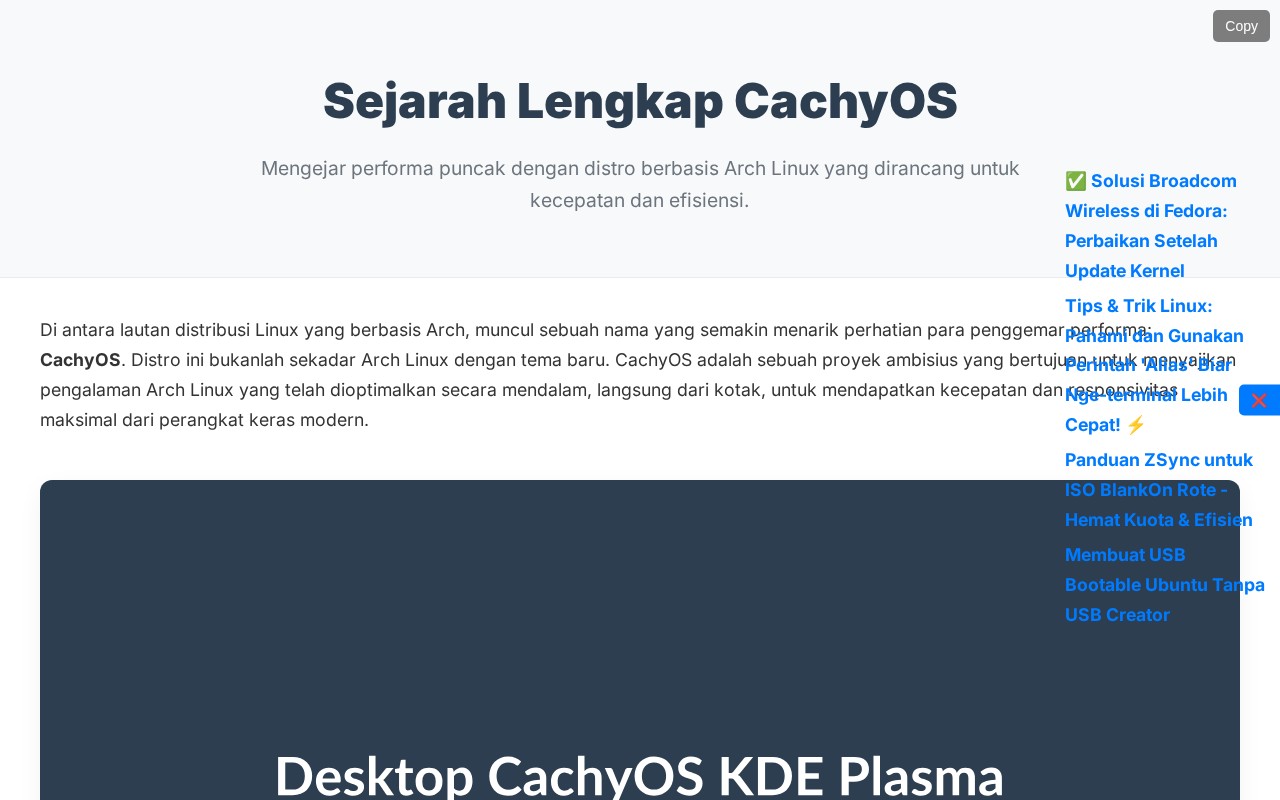 Copy
Sejarah Lengkap CachyOS
Mengejar performa puncak dengan distro berbasis Arch Linux yang dirancang untuk
kecepatan dan efisiensi.
Di antara lautan distribusi Linux yang berbasis Arch, muncul sebuah nama yang semakin menarik perhatian para penggemar performa:
CachyOS. Distro ini bukanlah sekadar Arch Linux dengan tema baru. CachyOS adalah sebuah proyek ambisius yang bertujuan untuk menyajikan
pengalaman Arch Linux yang telah dioptimalkan secara mendalam, langsung dari kotak, untuk mendapatkan kecepatan dan responsivitas
maksimal dari perangkat keras modern.
✅ Solusi Broadcom
Wireless di Fedora:
Perbaikan Setelah
Update Kernel
Tips & Trik Linux:
Pahami dan Gunakan
Perintah 'Alias' Biar
Nge-terminal Lebih
Cepat! ⚡
Panduan ZSync untuk
ISO BlankOn Rote -
Hemat Kuota & Efisien
Membuat USB
Bootable Ubuntu Tanpa
USB Creator
❌
Desktop CachyOS KDE Plasma